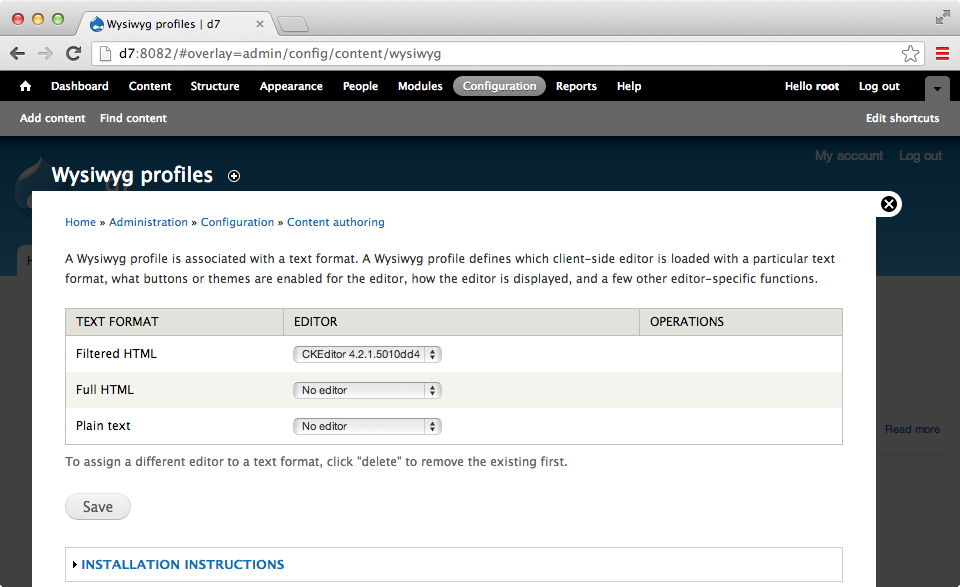 Wysiwyg profiles | d7
d7:8082/#overlay=admin/config/content/wysiwyg
Dashboard Content Structure Appearance People Modules Configuration Reports Help Hello root Log out
Add content Find content Edit shortcuts
My account Log out
Wysiwyg profiles
Home » Administration » Configuration » Content authoring
A Wysiwyg profile is associated with a text format. A Wysiwyg profile defines which client-side editor is loaded with a particular text
format, what buttons or themes are enabled for the editor, how the editor is displayed, and a few other editor-specific functions.
TEXT FORMAT EDITOR OPERATIONS
Filtered HTML CKEditor 4.2.1.5010dd4
Full HTML No editor
Plain text No editor
Read more
To assign a different editor to a text format, click "delete" to remove the existing first.
Save
INSTALLATION INSTRUCTIONS